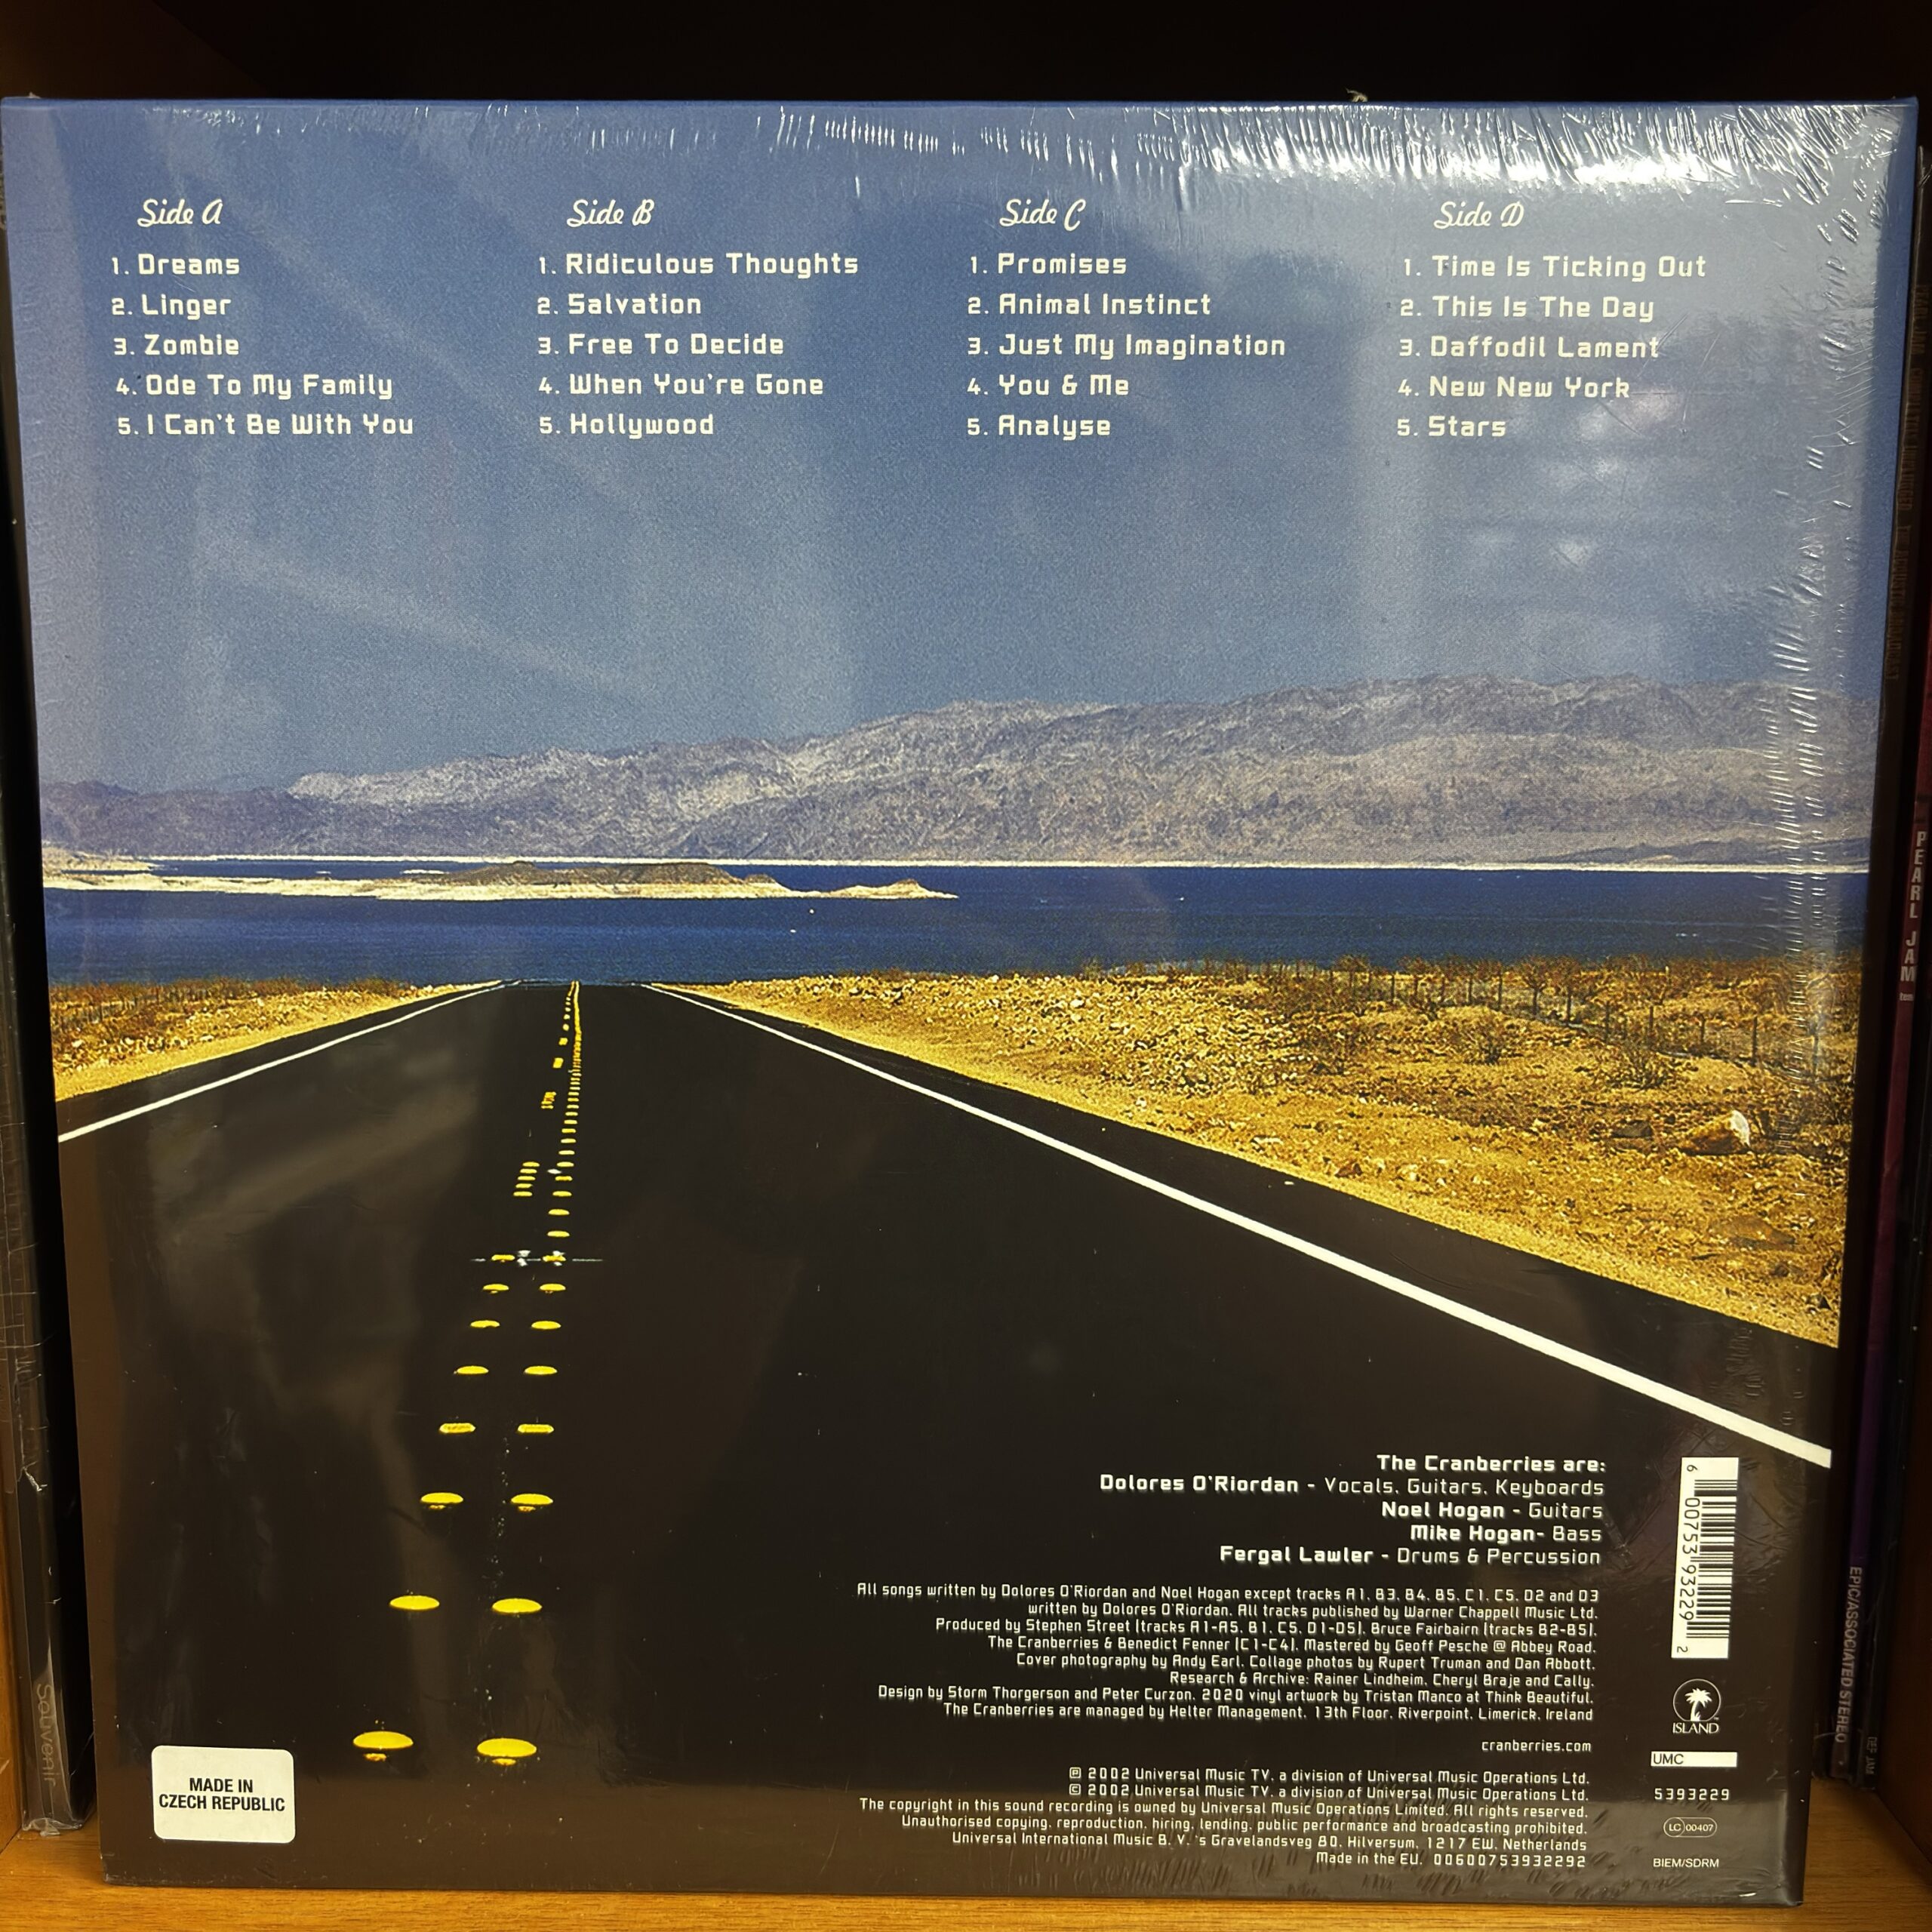 Side A
1. Dreams
2. Linger
3. Zombie
4. Ode To My Family
5. I Can't Be With You
Side B
1. Ridiculous Thoughts
2. Salvation
3. Free To Decide
4. When You're Gone
5. Hollywood
Side C
1. Promises
2. Animal Instinct
3. Just My Imagination
4. You & Me
5. Analyse
Side D
1. Time Is Ticking Out
2. This Is The Day
3. Daffodil Lament
4. New New York
5. Stars
The Cranberries are:
Dolores O'Riordan - Vocals, Guitars, Keyboards
Noel Hogan - Guitars
Mike Hogan- Bass
Fergal Lawler - Drums & Percussion
All songs written by Dolores O'Riordan and Noel Hogan except tracks A1, B3, B4, B5, C1, C5, D2 and D3
written by Dolores O'Riordan. All tracks published by Warner Chappell Music Ltd.
Produced by Stephen Street (tracks A1-A5, B1, C5, D1-D5), Bruce Fairbairn (tracks B2-B5),
The Cranberries & Benedict Fenner (C1-C4). Mastered by Geoff Pesche @ Abbey Road.
Cover photography by Andy Earl. Collage photos by Rupert Truman and Dan Abbott.
Research & Archive: Rainer Lindheim, Cheryl Braje and Cally.
Design by Storm Thorgerson and Peter Curzon. 2020 vinyl artwork by Tristan Manco at Think Beautiful.
The Cranberries are managed by Helter Management, 13th Floor, Riverpoint, Limerick, Ireland
cranberries.com
℗ 2002 Universal Music TV, a division of Universal Music Operations Ltd.
© 2002 Universal Music TV, a division of Universal Music Operations Ltd.
The copyright in this sound recording is owned by Universal Music Operations Limited. All rights reserved.
Unauthorised copying, reproduction, hiring, lending, public performance and broadcasting prohibited.
Universal International Music B. V. 's Gravelandsveg 80, Hilversum, 1217 EW, Netherlands
Made in the EU. 00600753932292
6 00753 93229 2
ISLAND
UMC
5393229
LC 00407
BIEM/SDRM
MADE IN
CZECH REPUBLIC
Souvenir
PEARL JAM
ten
EPIC/ASSOCIATED STEREO
DEF JAM